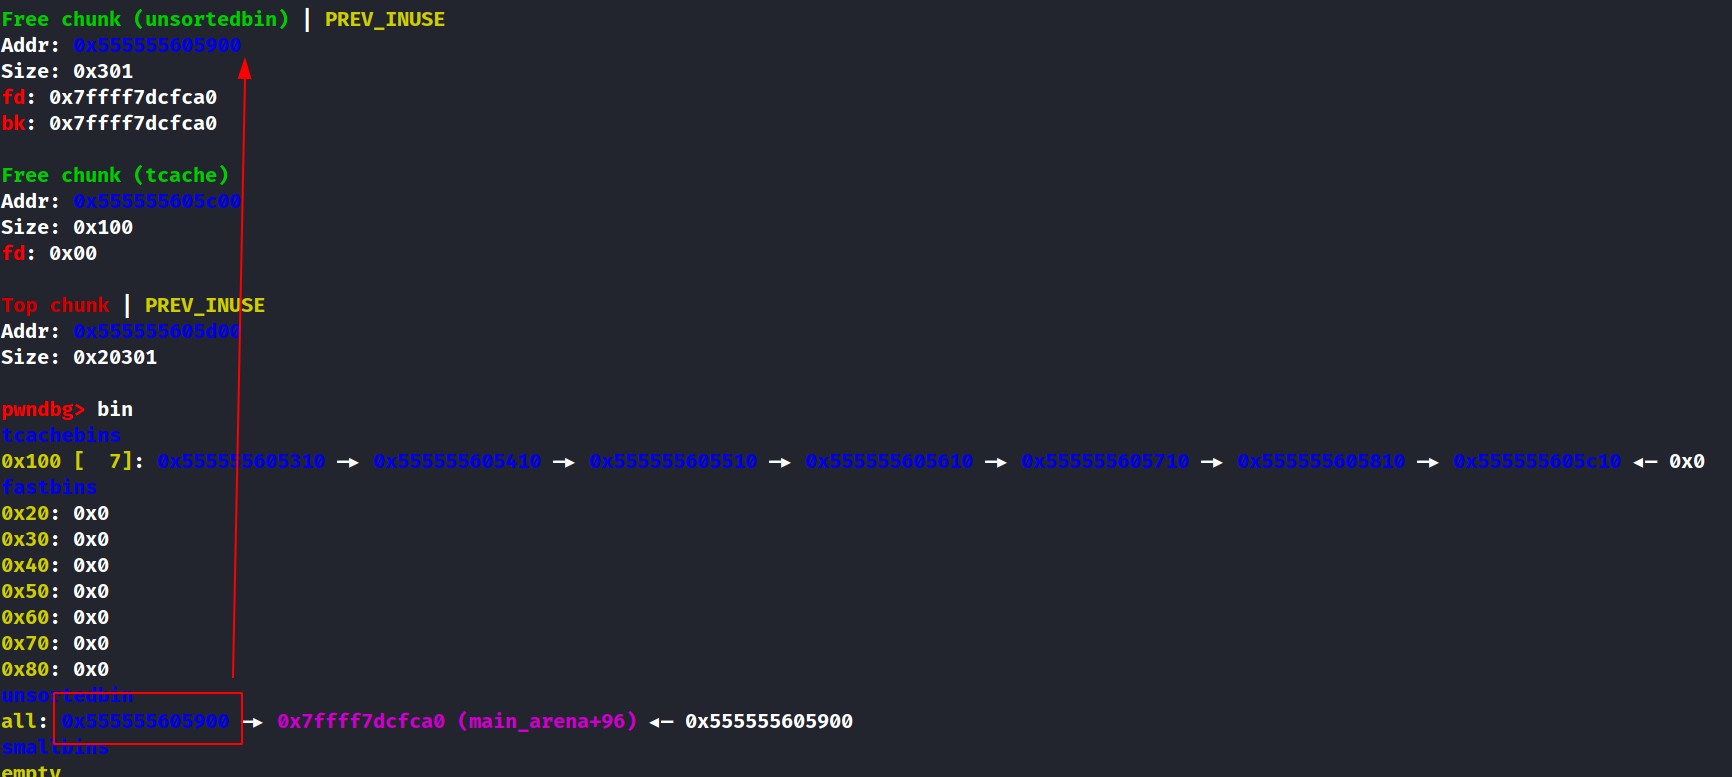 Free chunk (unsortedbin) | PREV_INUSE
Addr: 0x555555605900
Size: 0x301
fd: 0x7ffff7dcfca0
bk: 0x7ffff7dcfca0
Free chunk (tcache)
Addr: 0x555555605c00
Size: 0x100
fd: 0x00
Top chunk | PREV_INUSE
Addr: 0x555555605d00
Size: 0x20301
pwndbg> bin
tcachebins
0x100 [  7]: 0x555555605310 —▸ 0x555555605410 —▸ 0x555555605510 —▸ 0x555555605610 —▸ 0x555555605710 —▸ 0x555555605810 —▸ 0x555555605c10 ◂— 0x0
fastbins
0x20: 0x0
0x30: 0x0
0x40: 0x0
0x50: 0x0
0x60: 0x0
0x70: 0x0
0x80: 0x0
unsortedbin
all: 0x555555605900 —▸ 0x7ffff7dcfca0 (main_arena+96) ◂— 0x555555605900
smallbins
empty